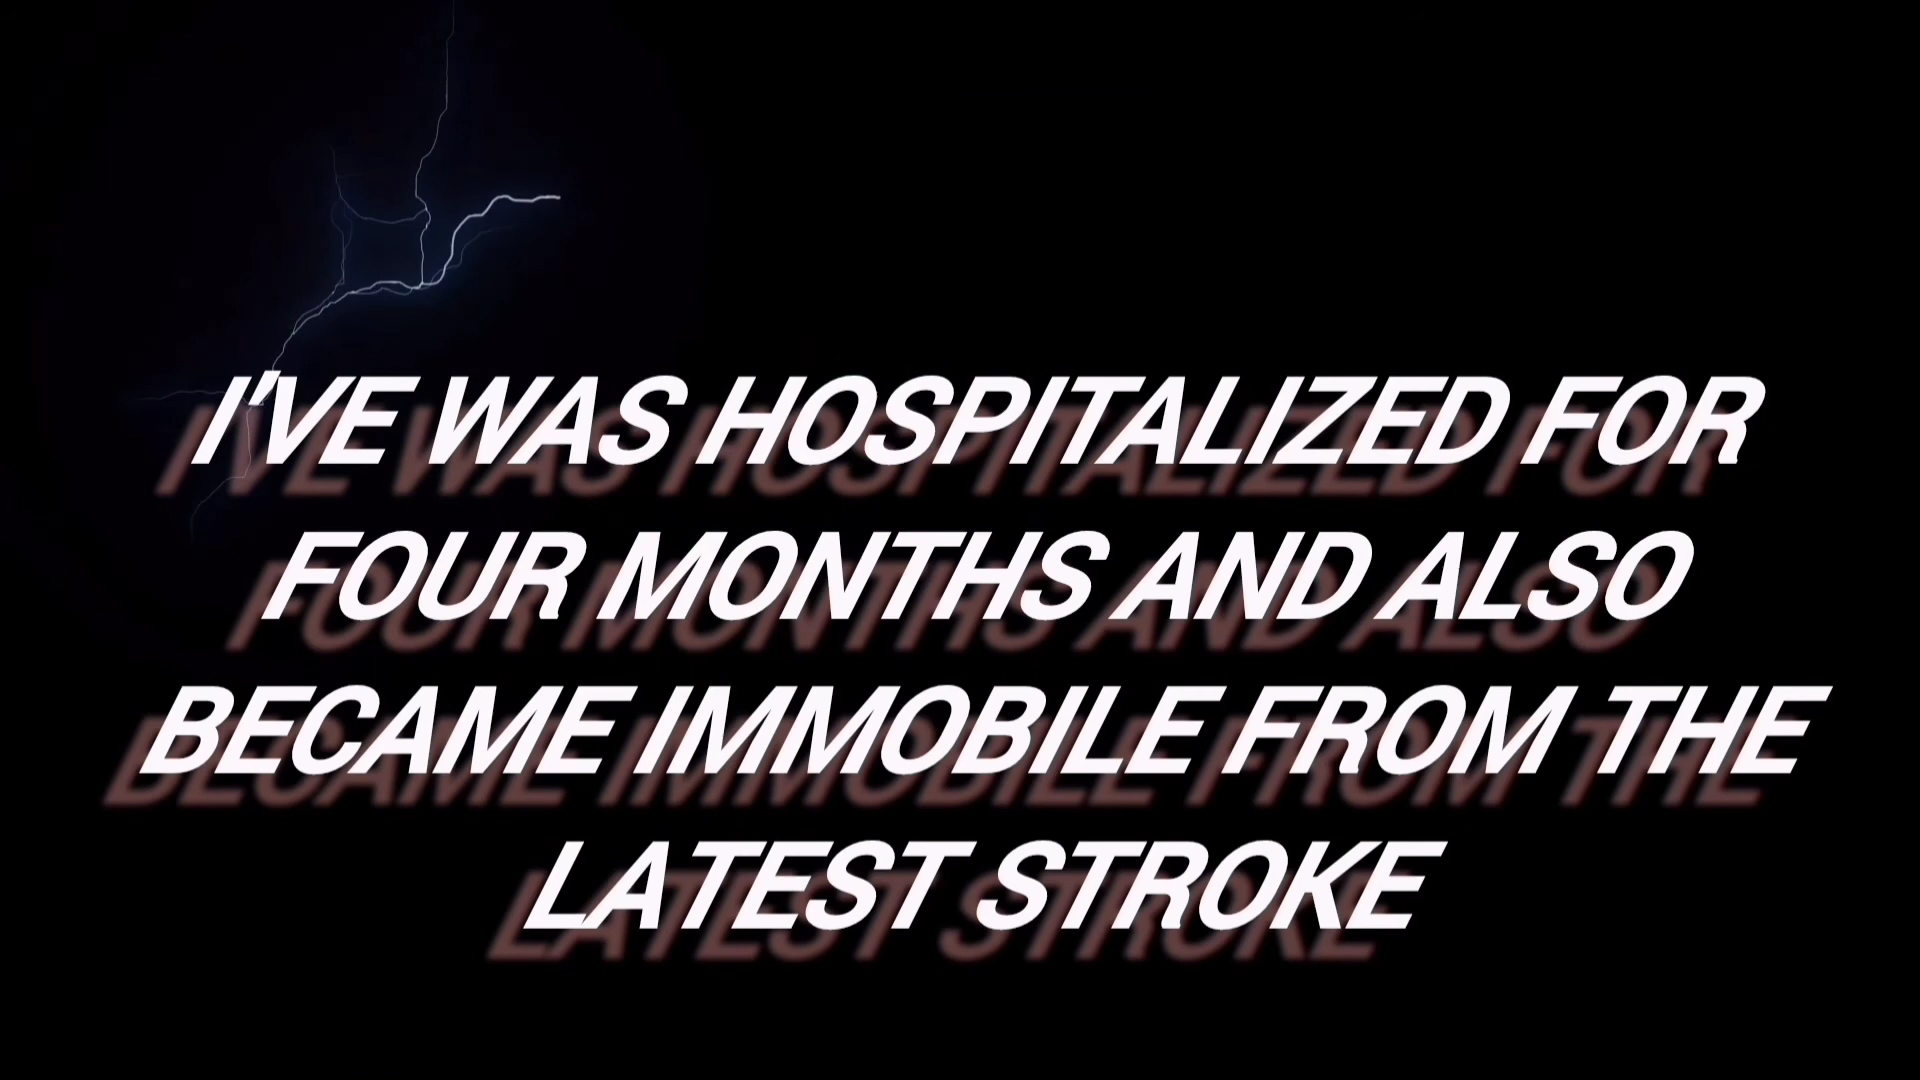 I'VE WAS HOSPITALIZED FOR
FOUR MONTHS AND ALSO
BECAME IMMOBILE FROM THE
LATEST STROKE